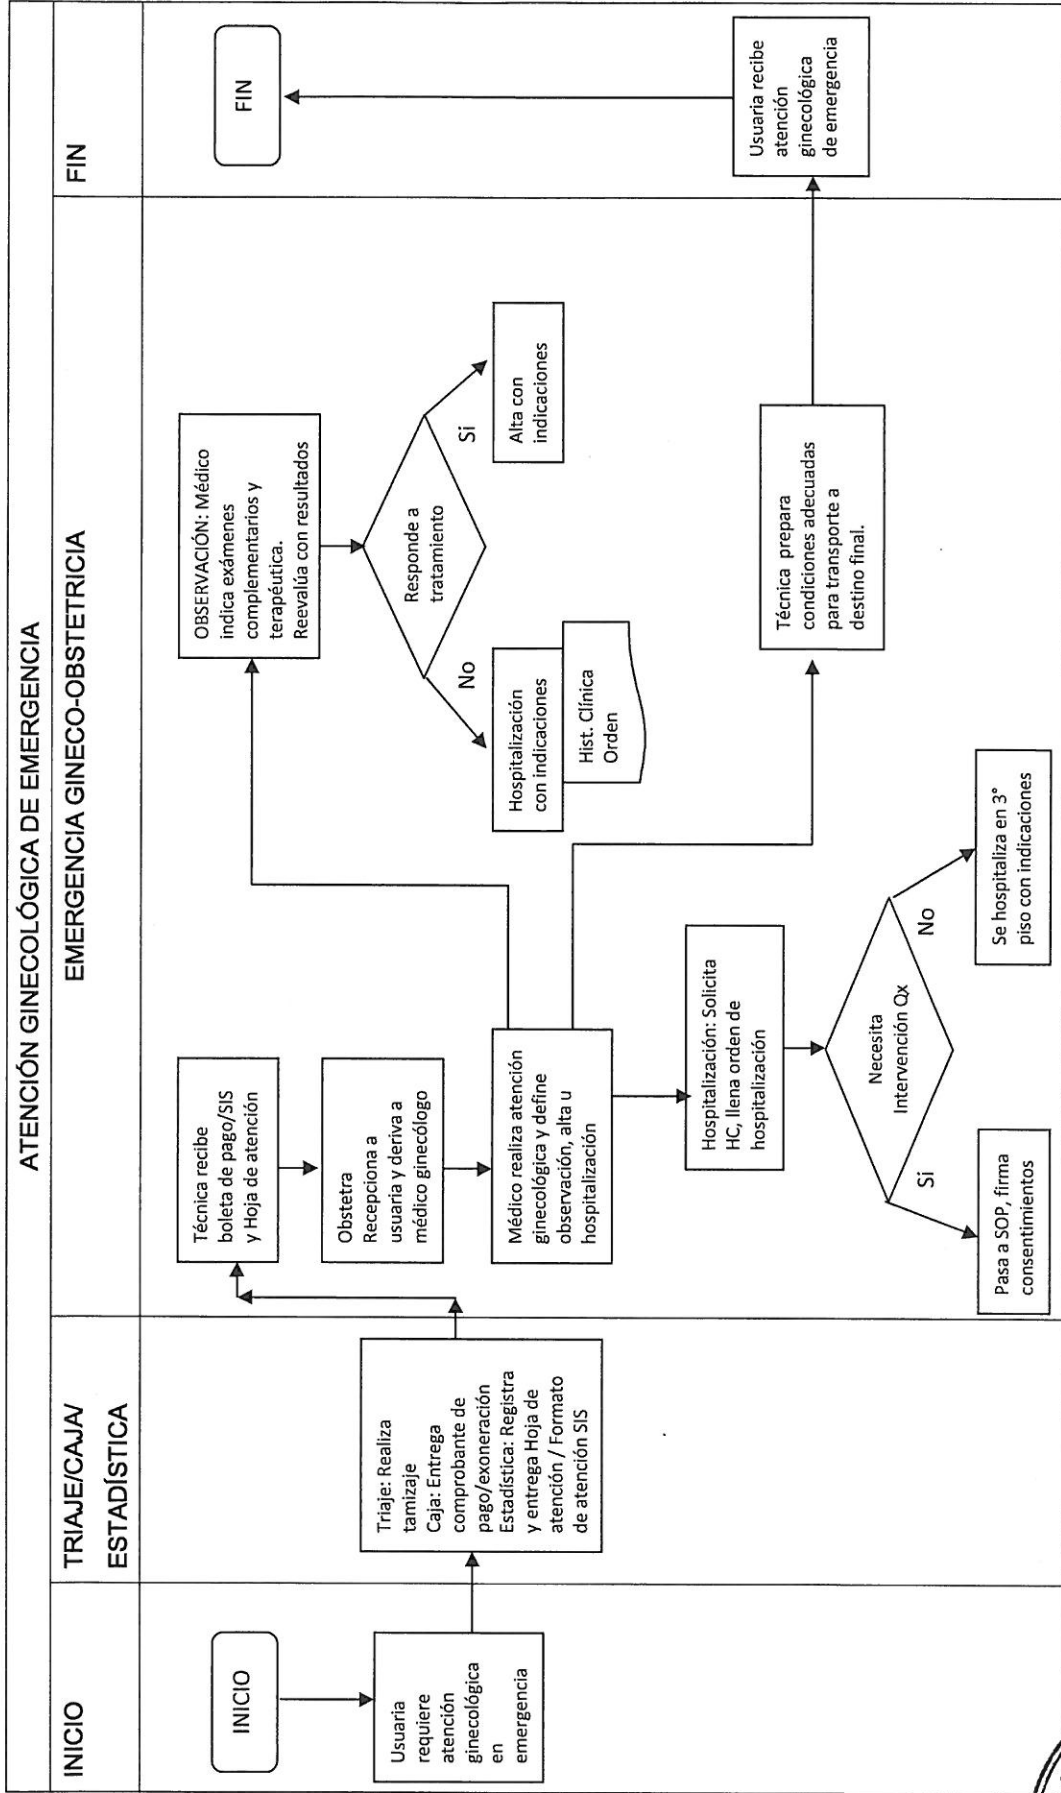 ATENCIÓN GINECOLÓGICA DE EMERGENCIA
INICIO
TRIAJE/CAJA/
ESTADÍSTICA
EMERGENCIA GINECO-OBSTETRICIA
FIN
INICIO
Usuaria
requiere
atención
ginecológica
en
emergencia
Triaje: Realiza
tamizaje
Caja: Entrega
comprobante de
pago/exoneración
Estadística: Registra
y entrega Hoja de
atención / Formato
de atención SIS
Técnica recibe
boleta de pago/SIS
y Hoja de atención
Obstetra
Recepciona a
usuaria y deriva a
médico ginecólogo
Médico realiza atención
ginecológica y define
observación, alta u
hospitalización
OBSERVACIÓN: Médico
indica exámenes
complementarios y
terapéutica.
Reevalúa con resultados
Responde a
tratamiento
No
Si
Hospitalización
con indicaciones
Hist. Clínica
Orden
Alta con
indicaciones
Hospitalización: Solicita
HC, llena orden de
hospitalización
Necesita
Intervención Qx
Si
No
Pasa a SOP, firma
consentimientos
Se hospitaliza en 3°
piso con indicaciones
Técnica prepara
condiciones adecuadas
para transporte a
destino final.
Usuaria recibe
atención
ginecológica
de emergencia
FIN